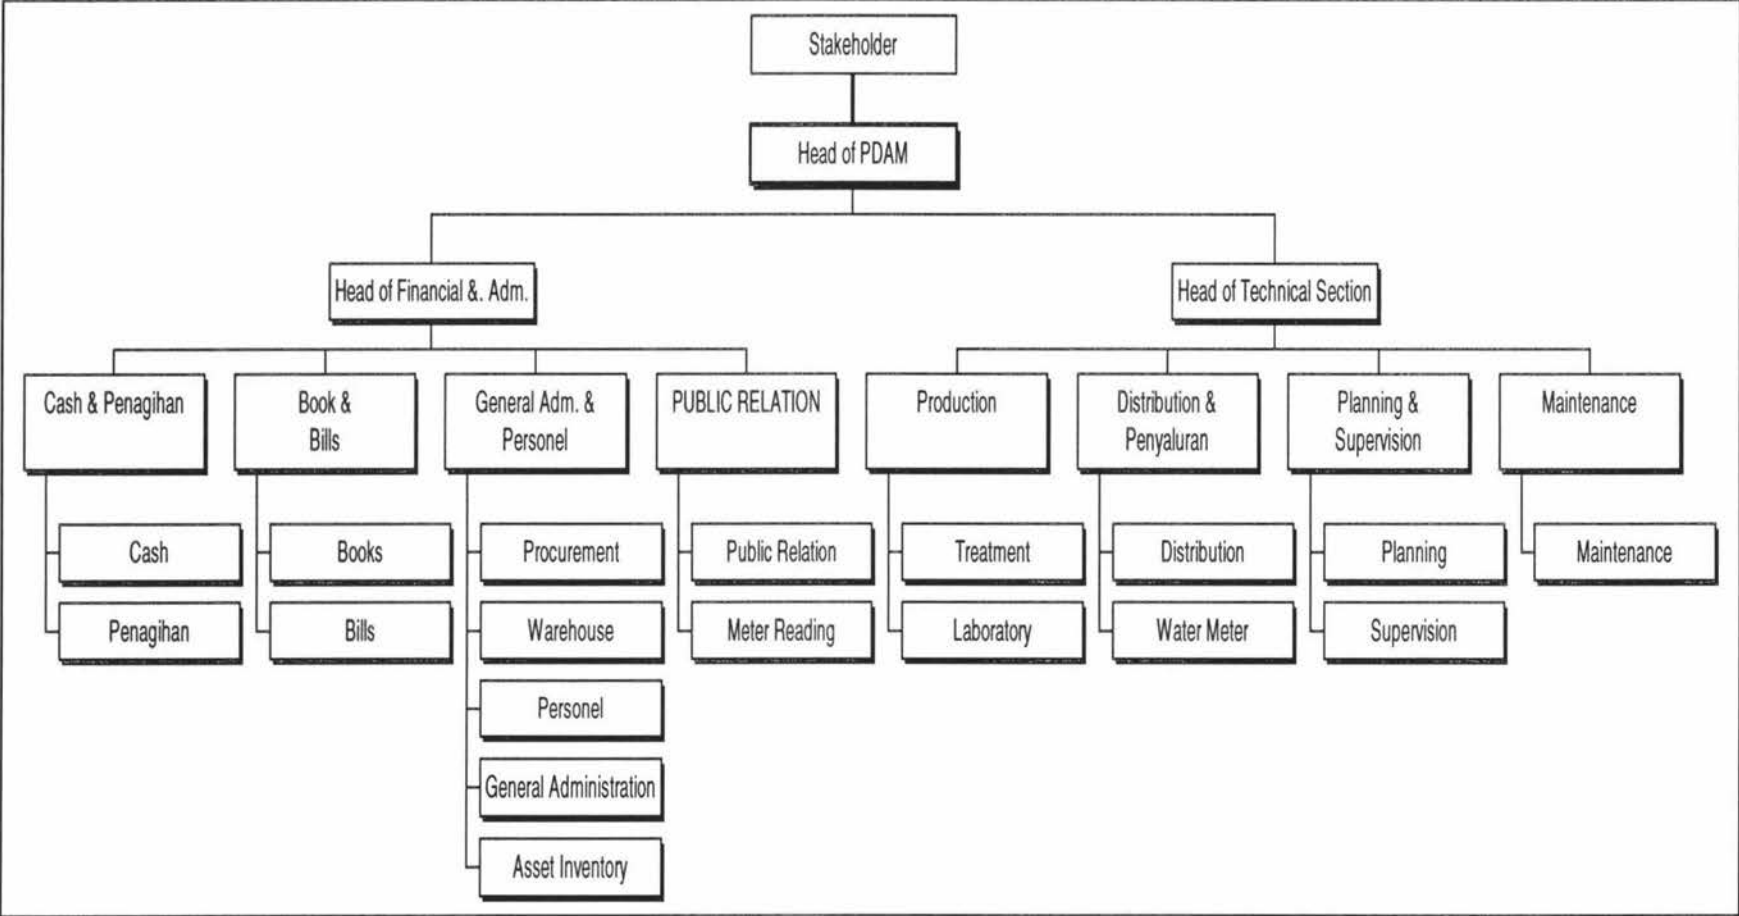 Stakeholder
Head of PDAM
Head of Financial &. Adm.
Head of Technical Section
Cash & Penagihan
Book &
Bills
General Adm. &
Personel
PUBLIC RELATION
Production
Distribution &
Penyaluran
Planning &
Supervision
Maintenance
Cash
Penagihan
Books
Bills
Procurement
Warehouse
Personel
General Administration
Asset Inventory
Public Relation
Meter Reading
Treatment
Laboratory
Distribution
Water Meter
Planning
Supervision
Maintenance